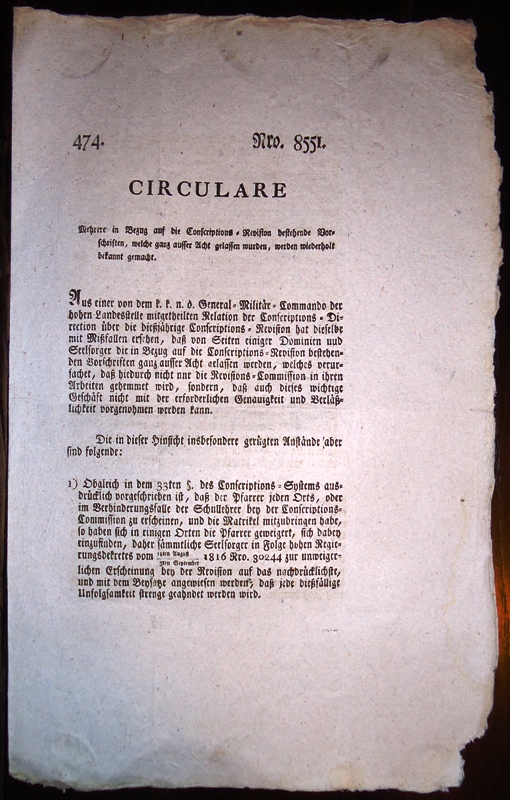 474.
Nro. 8551.
CIRCULARE
Mehrere in Bezug auf die Conscriptions-Revision bestehende Vor-
schriften, welche ganz ausser Acht gelassen wurden, werden wiederholt
bekannt gemacht.
Aus einer von dem k. k. n. ö. General-Militär-Commando der
hohen Landesstelle mitgetheilten Relation der Conscriptions-Di-
rection über die dießjährige Conscriptions-Revision hat dieselbe
mit Mißfallen ersehen, daß von Seiten einiger Dominien und
Seelsorger die in Bezug auf die Conscriptions-Revision bestehen-
den Vorschriften ganz ausser Acht gelassen werden, welches verur-
sachet, daß hiedurch nicht nur die Revisions-Commission in ihren
Arbeiten gehemmet wird, sondern, daß auch dieses wichtige
Geschäft nicht mit der erforderlichen Genauigkeit und Verläß-
lichkeit vorgenommen werden kann.
Die in dieser Hinsicht insbesondere gerügten Anstände aber
sind folgende:
1) Obgleich in dem 33ten §. des Conscriptions-Systems aus-
drücklich vorgeschrieben ist, daß der Pfarrer jeden Orts, oder
im Verhinderungsfalle der Schullehrer bey der Conscriptions-
Commission zu erscheinen, und die Matrikel mitzubringen habe,
so haben sich in einigen Orten die Pfarrer geweigert, sich dabey
einzufinden, daher sämmtliche Seelsorger in Folge hohen Regie-
rungsdekretes vom August
September 1816 Nro. 30244 zur unweiger-
lichen Erscheinung bey der Revision auf das nachdrücklichste,
und mit dem Beysatze angewiesen werden, daß jede dießfällige
Unfolgsamkeit strenge geahndet werden wird.